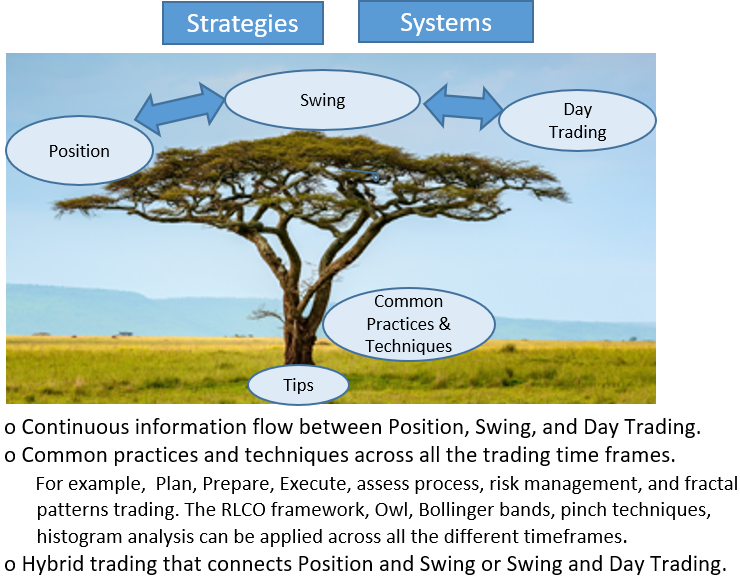 Strategies
Systems
Swing
Day
Trading
Position
Common
Practices &
Techniques
Tips
o Continuous information flow between Position, Swing, and Day Trading.
o Common practices and techniques across all the trading time frames.
For example, Plan, Prepare, Execute, assess process, risk management, and fractal
patterns trading. The RLCO framework, Owl, Bollinger bands, pinch techniques,
histogram analysis can be applied across all the different timeframes.
o Hybrid trading that connects Position and Swing or Swing and Day Trading.